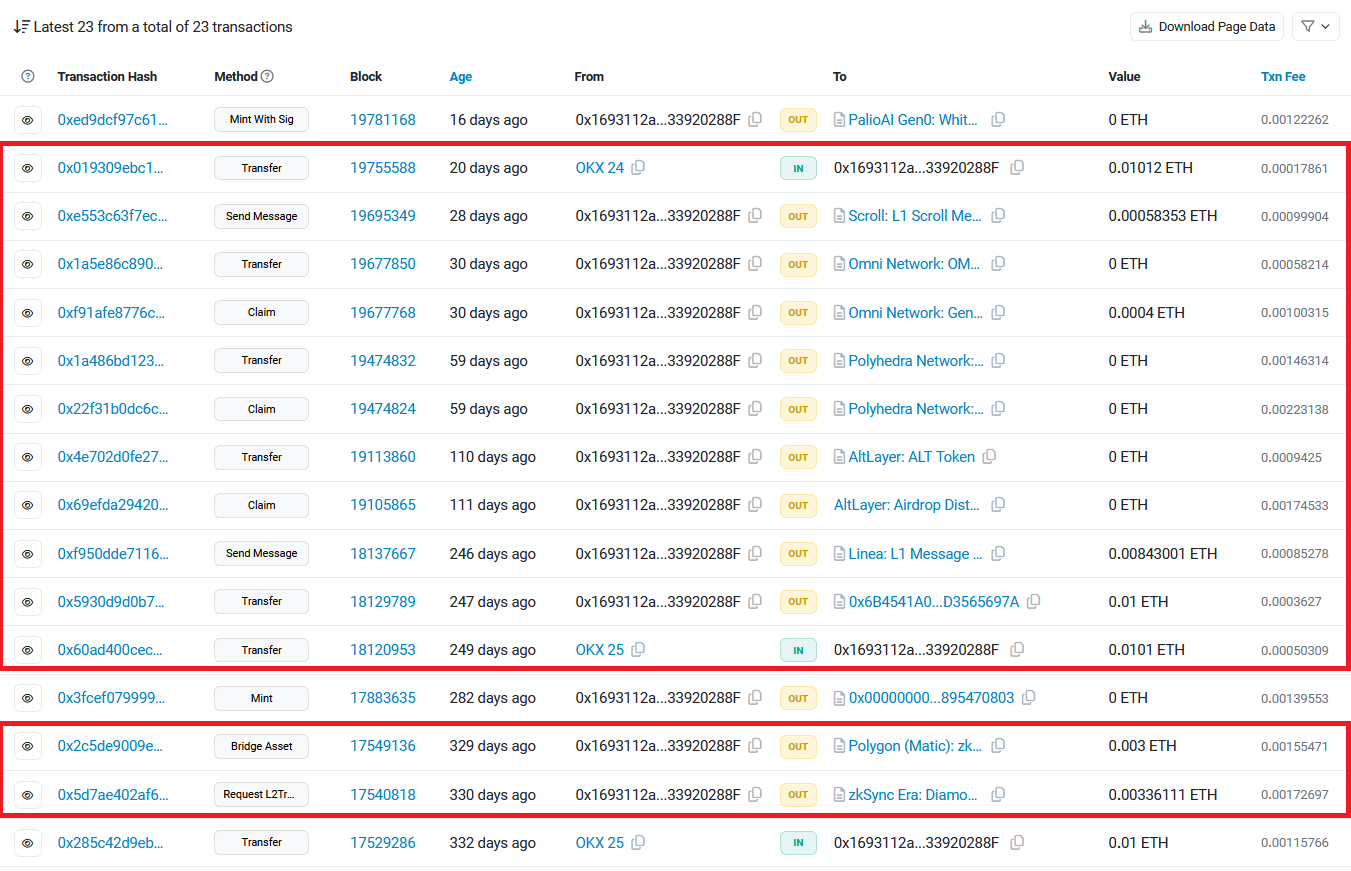 Latest 23 from a total of 23 transactions Download Page Data
Transaction Hash Method Block Age From To Value Txn Fee
0xed9dcf97c61... Mint With Sig 19781168 16 days ago 0x1693112a...33920288F OUT PalioAI Gen0: Whit... 0 ETH 0.00122262
0x019309ebc1... Transfer 19755588 20 days ago OKX 24 IN 0x1693112a...33920288F 0.01012 ETH 0.00017861
0xe553c63f7ec... Send Message 19695349 28 days ago 0x1693112a...33920288F OUT Scroll: L1 Scroll Me... 0.00058353 ETH 0.00099904
0x1a5e86c890... Transfer 19677850 30 days ago 0x1693112a...33920288F OUT Omni Network: OM... 0 ETH 0.00058214
0xf91afe8776c... Claim 19677768 30 days ago 0x1693112a...33920288F OUT Omni Network: Gen... 0.0004 ETH 0.00100315
0x1a486bd123... Transfer 19474832 59 days ago 0x1693112a...33920288F OUT Polyhedra Network:... 0 ETH 0.00146314
0x22f31b0dc6c... Claim 19474824 59 days ago 0x1693112a...33920288F OUT Polyhedra Network:... 0 ETH 0.00223138
0x4e702d0fe27... Transfer 19113860 110 days ago 0x1693112a...33920288F OUT AltLayer: ALT Token 0 ETH 0.0009425
0x69efda29420... Claim 19105865 111 days ago 0x1693112a...33920288F OUT AltLayer: Airdrop Dist... 0 ETH 0.00174533
0xf950dde7116... Send Message 18137667 246 days ago 0x1693112a...33920288F OUT Linea: L1 Message ... 0.00843001 ETH 0.00085278
0x5930d9d0b7... Transfer 18129789 247 days ago 0x1693112a...33920288F OUT 0x6B4541A0...D3565697A 0.01 ETH 0.0003627
0x60ad400cec... Transfer 18120953 249 days ago OKX 25 IN 0x1693112a...33920288F 0.0101 ETH 0.00050309
0x3fcef079999... Mint 17883635 282 days ago 0x1693112a...33920288F OUT 0x00000000...895470803 0 ETH 0.00139553
0x2c5de9009e... Bridge Asset 17549136 329 days ago 0x1693112a...33920288F OUT Polygon (Matic): zk... 0.003 ETH 0.00155471
0x5d7ae402af6... Request L2Tr... 17540818 330 days ago 0x1693112a...33920288F OUT zkSync Era: Diamo... 0.00336111 ETH 0.00172697
0x285c42d9eb... Transfer 17529286 332 days ago OKX 25 IN 0x1693112a...33920288F 0.01 ETH 0.00115766